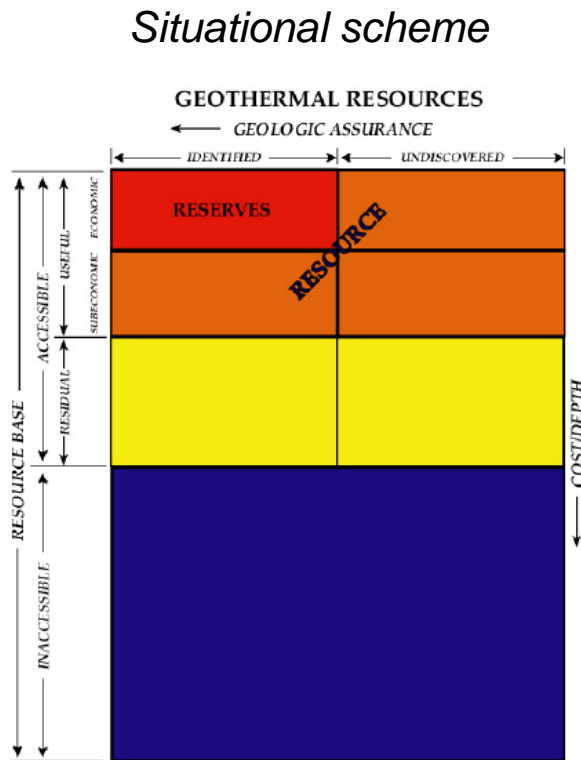 Situational scheme
GEOTHERMAL RESOURCES
GEOLOGIC ASSURANCE
IDENTIFIED
UNDISCOVERED
RESOURCE BASE
ACCESSIBLE
INACCESSIBLE
USEFUL
RESIDUAL
ECONOMIC
SUBECONOMIC
RESERVES
RESOURCE
COST/DEPTH